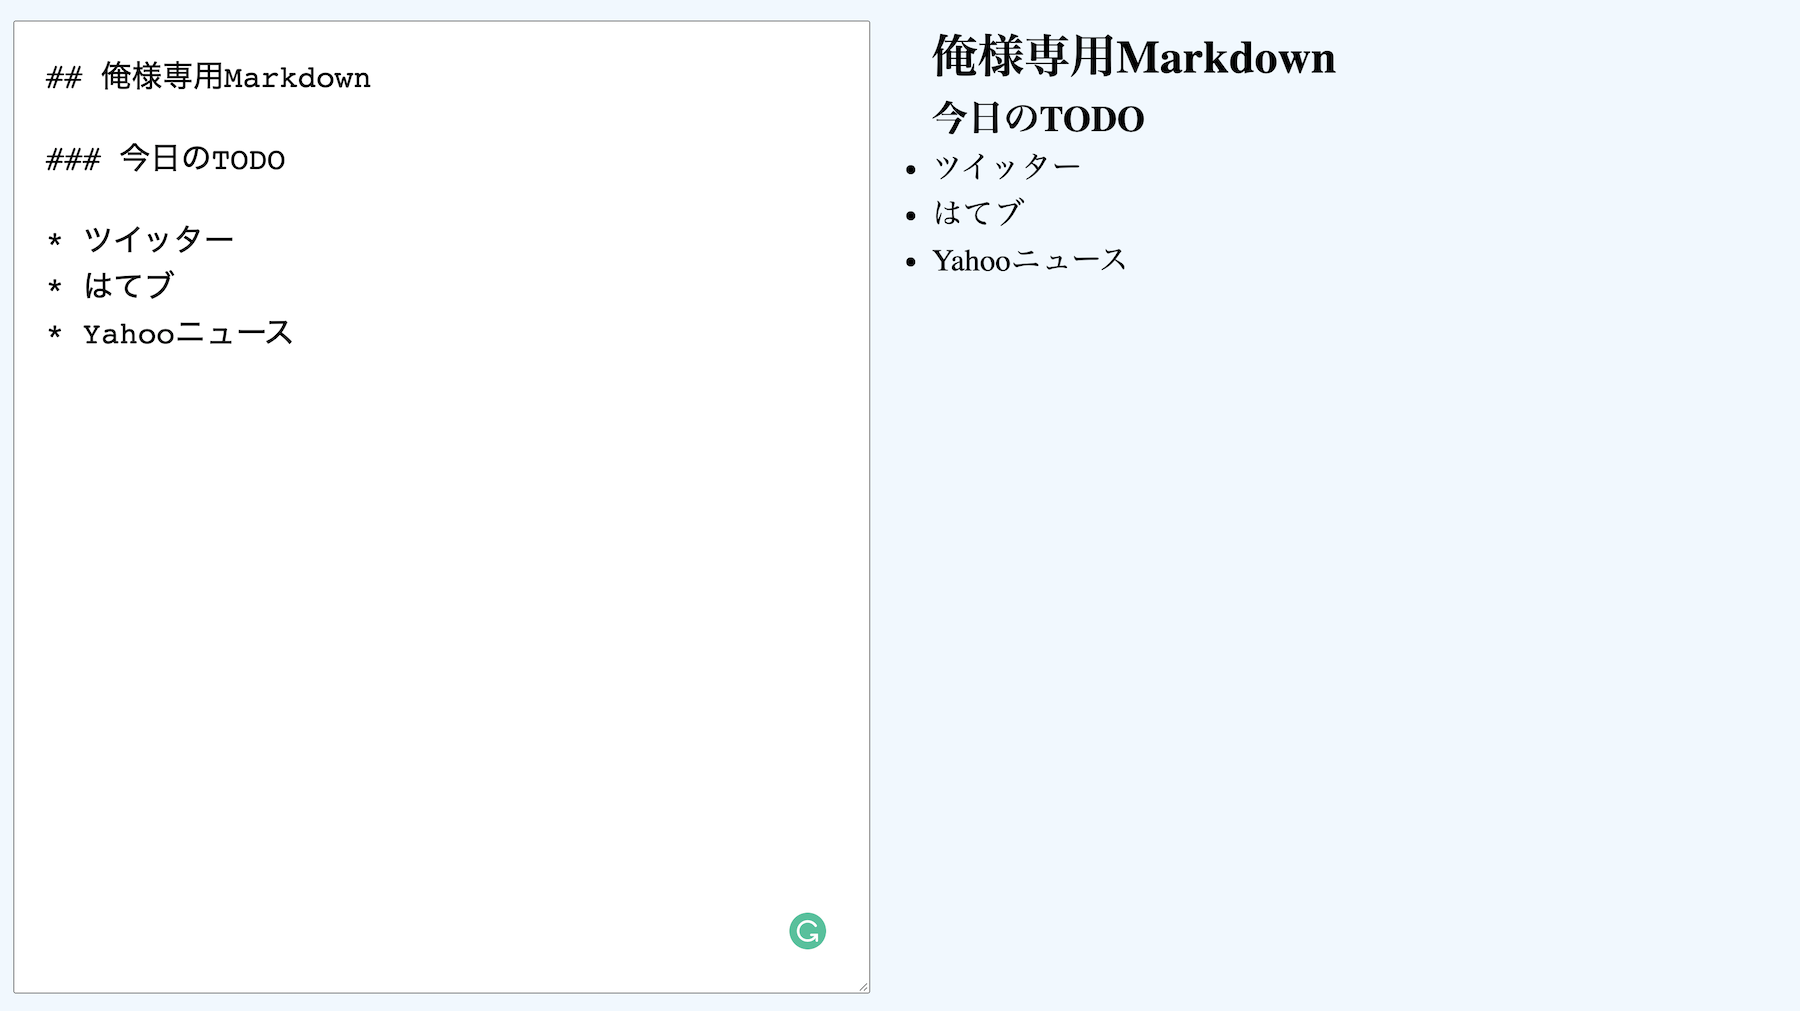 ## 俺様専用Markdown
### 今日のTODO
* ツイッター
* はてブ
* Yahooニュース
俺様専用Markdown
今日のTODO
• ツイッター
• はてブ
• Yahooニュース